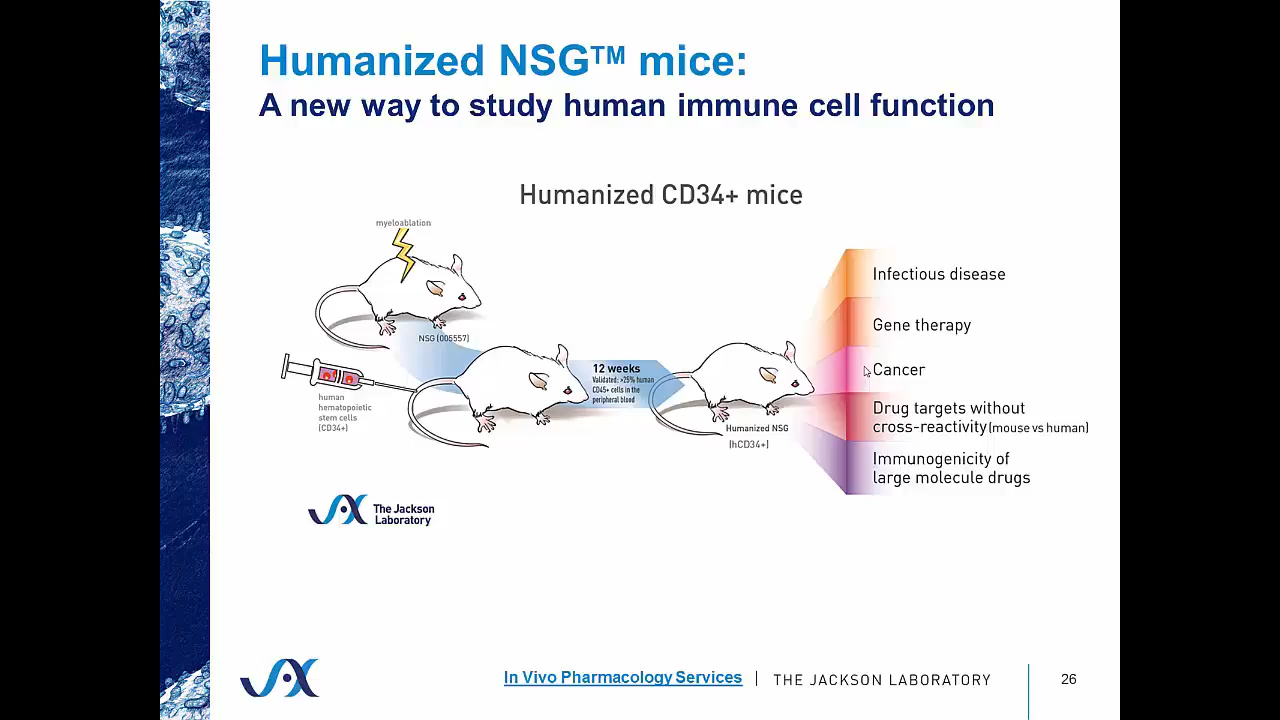 Humanized NSG™ mice:
A new way to study human immune cell function
Humanized CD34+ mice
myeloablation
NSG (005557)
human
hematopoietic
stem cells
(CD34+)
12 weeks
Validated: >25% human
CD45+ cells in the
peripheral blood
Humanized NSG
(hCD34+)
Infectious disease
Gene therapy
Cancer
Drug targets without
cross-reactivity (mouse vs human)
Immunogenicity of
large molecule drugs
The Jackson
Laboratory
In Vivo Pharmacology Services | THE JACKSON LABORATORY
26